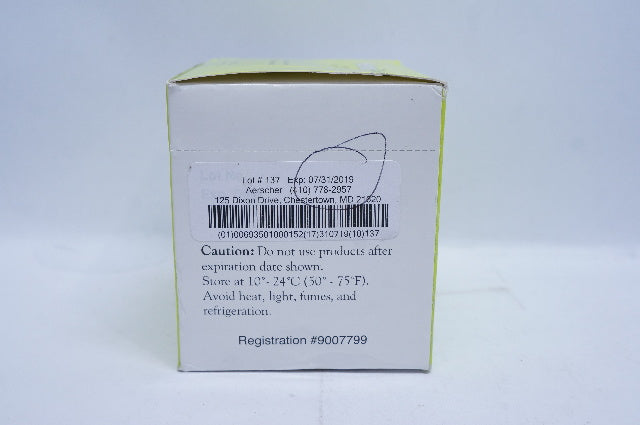 Lot # 137 Exp: 07/31/2019
Aerscher (410) 778-2957
125 Dixon Drive, Chestertown, MD 21620
(01)00693501000152(17)310719(10)137
Caution: Do not use products after
expiration date shown.
Store at 10°- 24°C (50° - 75°F).
Avoid heat, light, fumes, and
refrigeration.
Registration #9007799